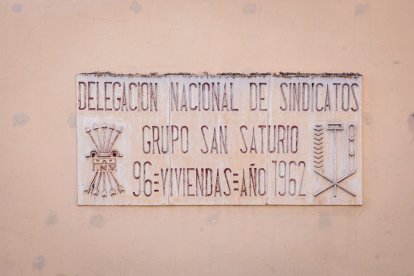 DELEGACION NACIONAL DE SINDICATOS
GRUPO SAN SATURIO
96=VIVIENDAS=AÑO 1962